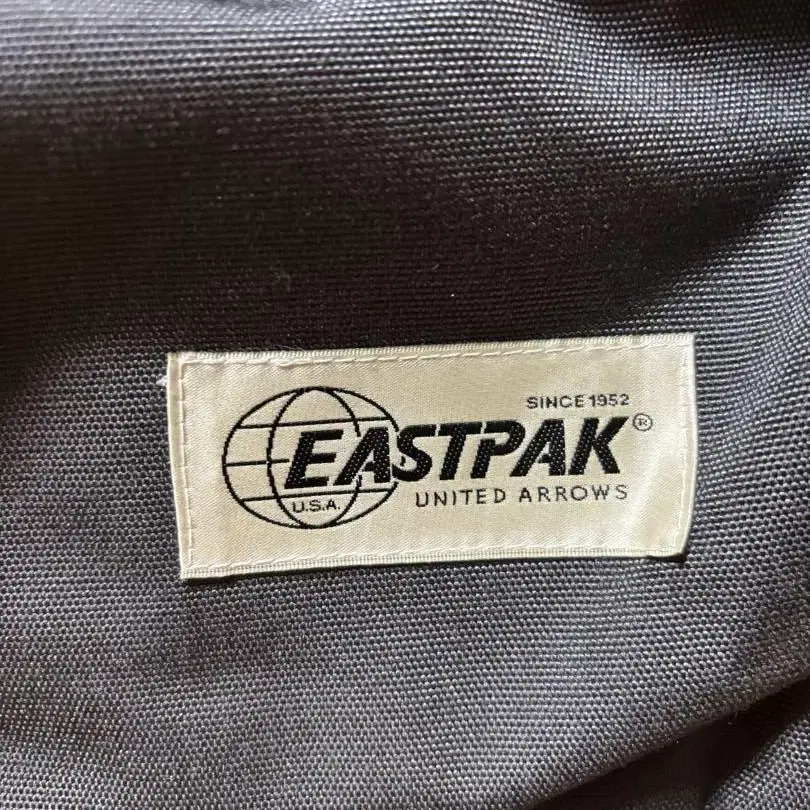 SINCE 1952
EASTPAK®
U.S.A.
UNITED ARROWS